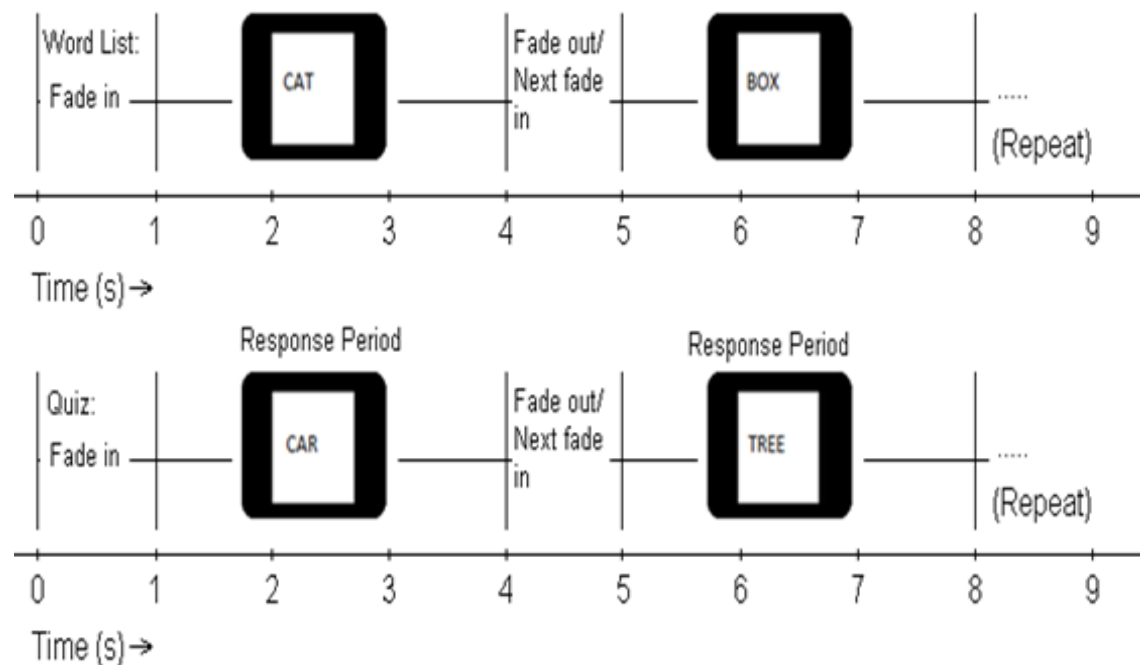 Word List:
Fade in
CAT
Fade out/
Next fade
in
BOX
.....
(Repeat)
0 1 2 3 4 5 6 7 8 9
Time (s) →
Response Period Response Period
Quiz:
Fade in
CAR
Fade out/
Next fade
in
TREE
.....
(Repeat)
0 1 2 3 4 5 6 7 8 9
Time (s) →